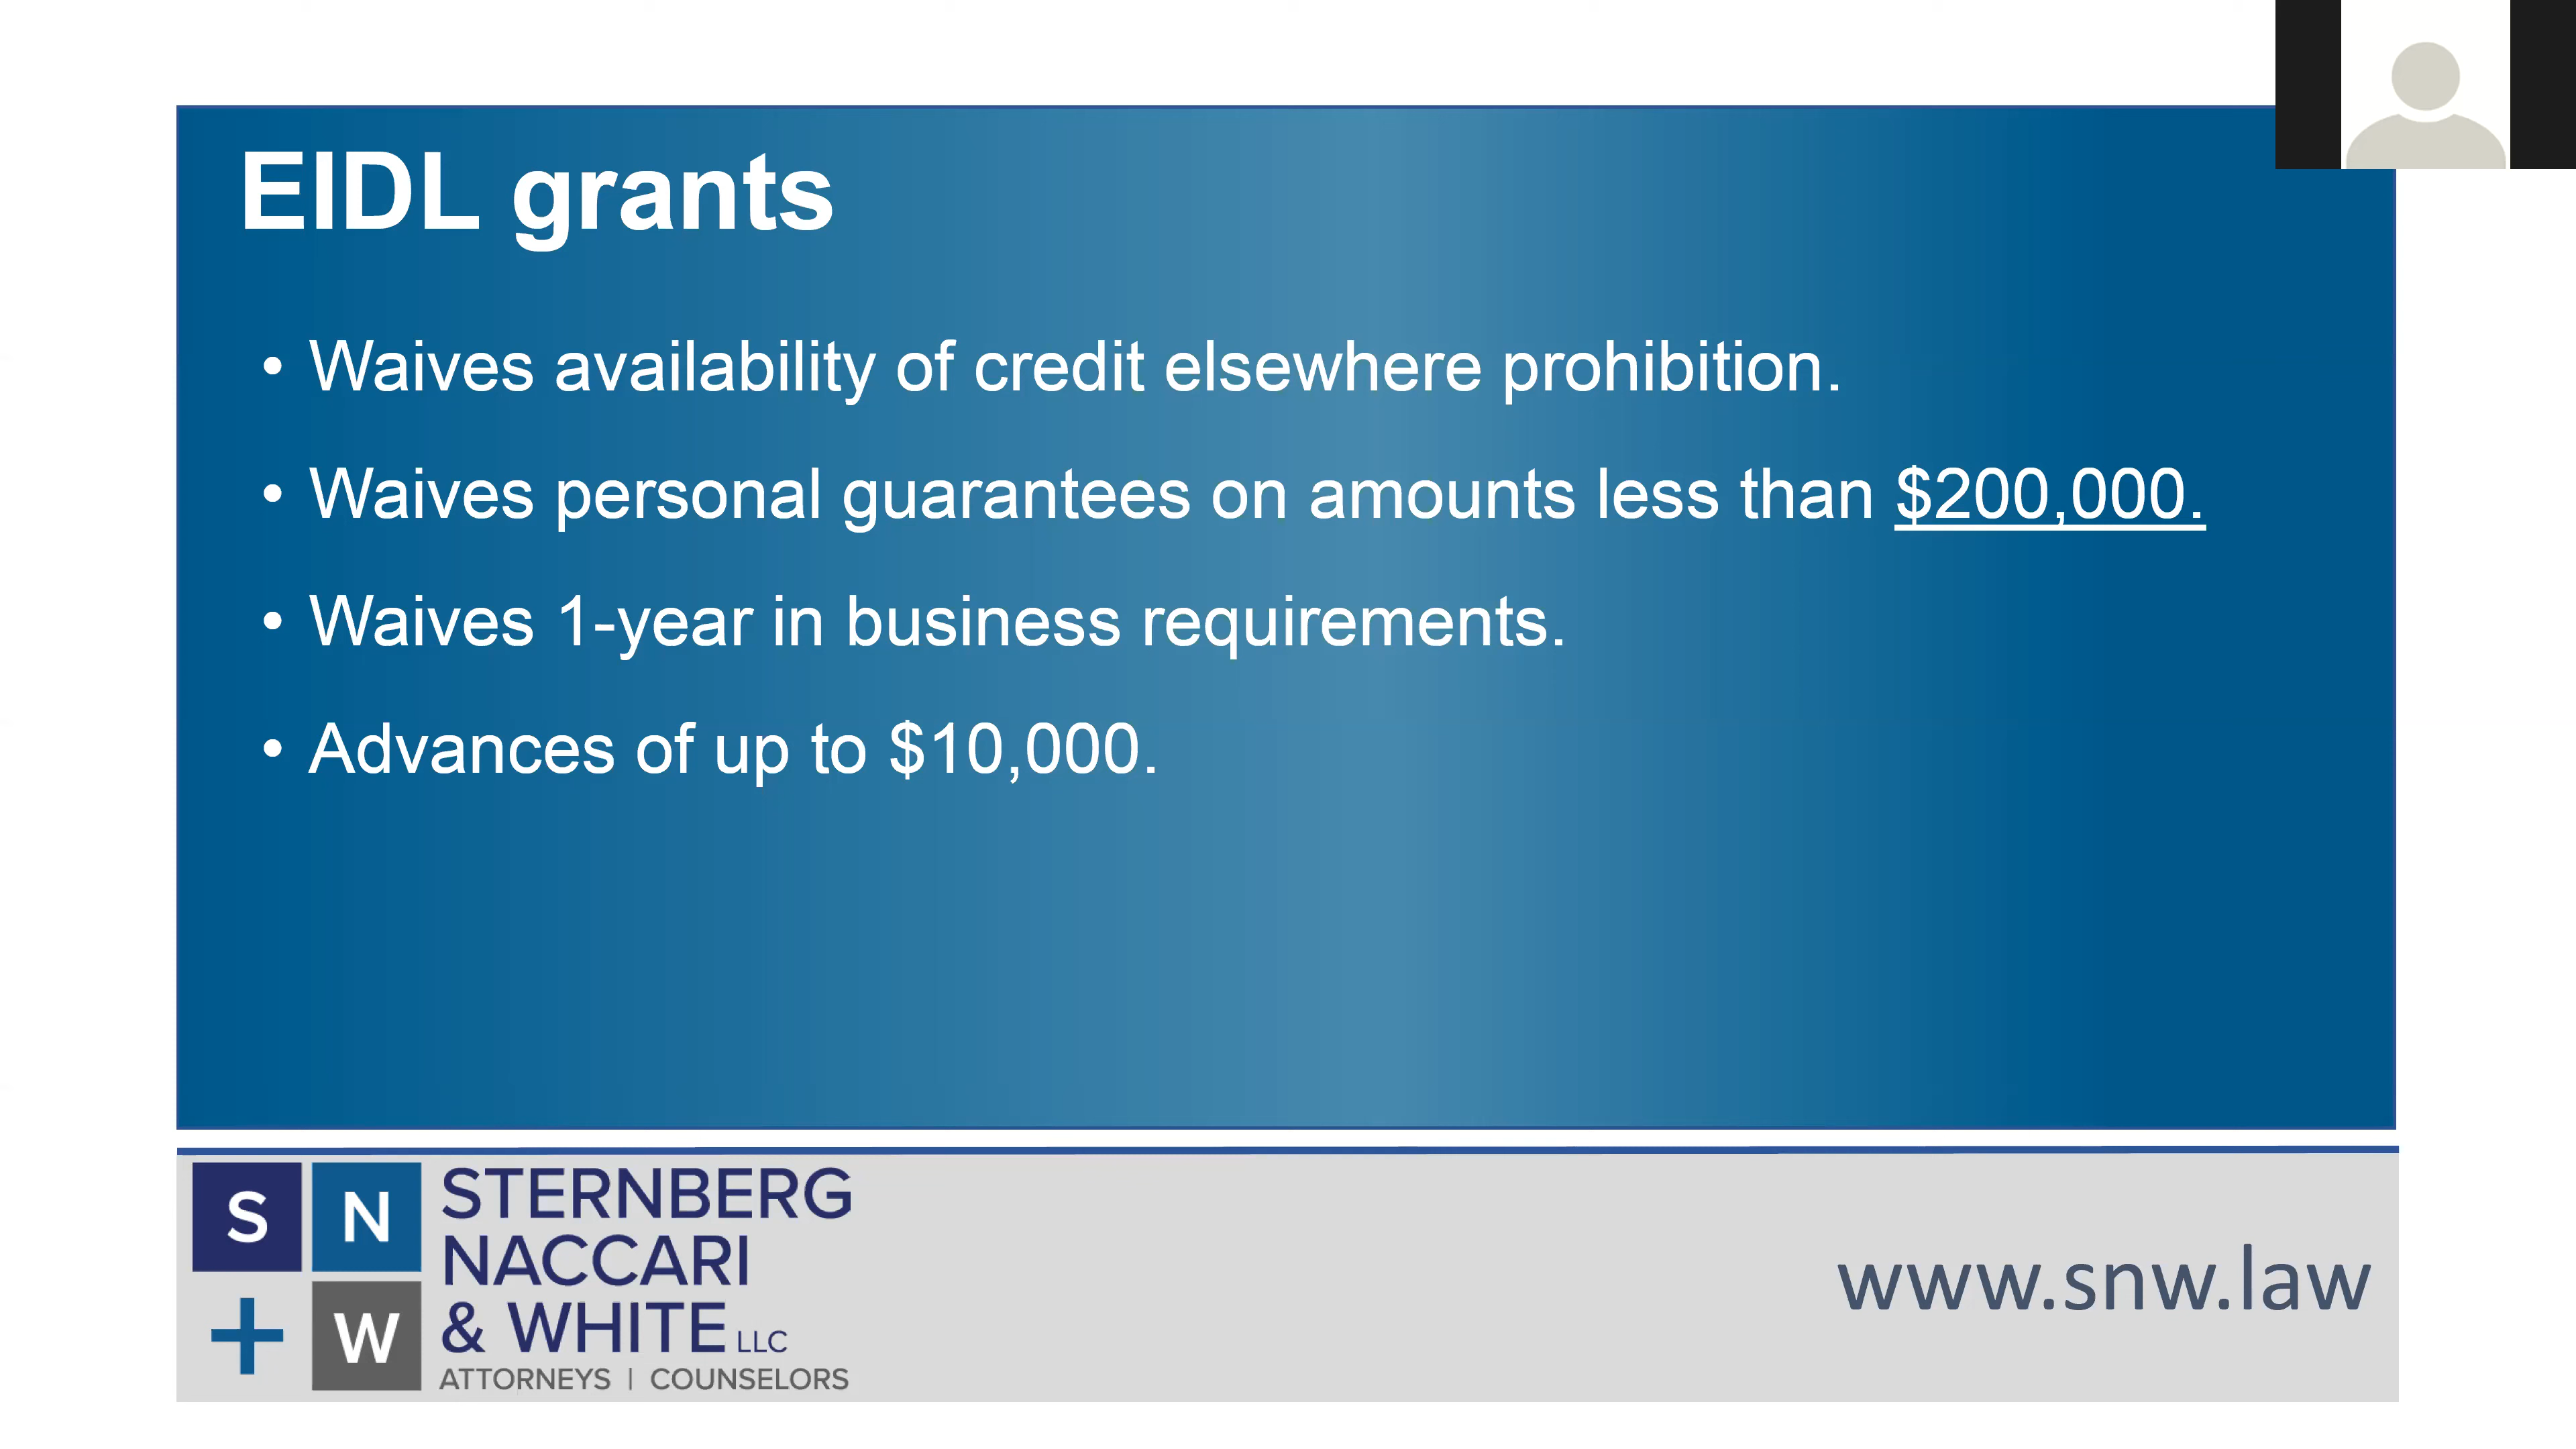 EIDL grants
• Waives availability of credit elsewhere prohibition.
• Waives personal guarantees on amounts less than $200,000.
• Waives 1-year in business requirements.
• Advances of up to $10,000.
S N
+ W
STERNBERG
NACCARI
& WHITE LLC
ATTORNEYS | COUNSELORS
www.snw.law